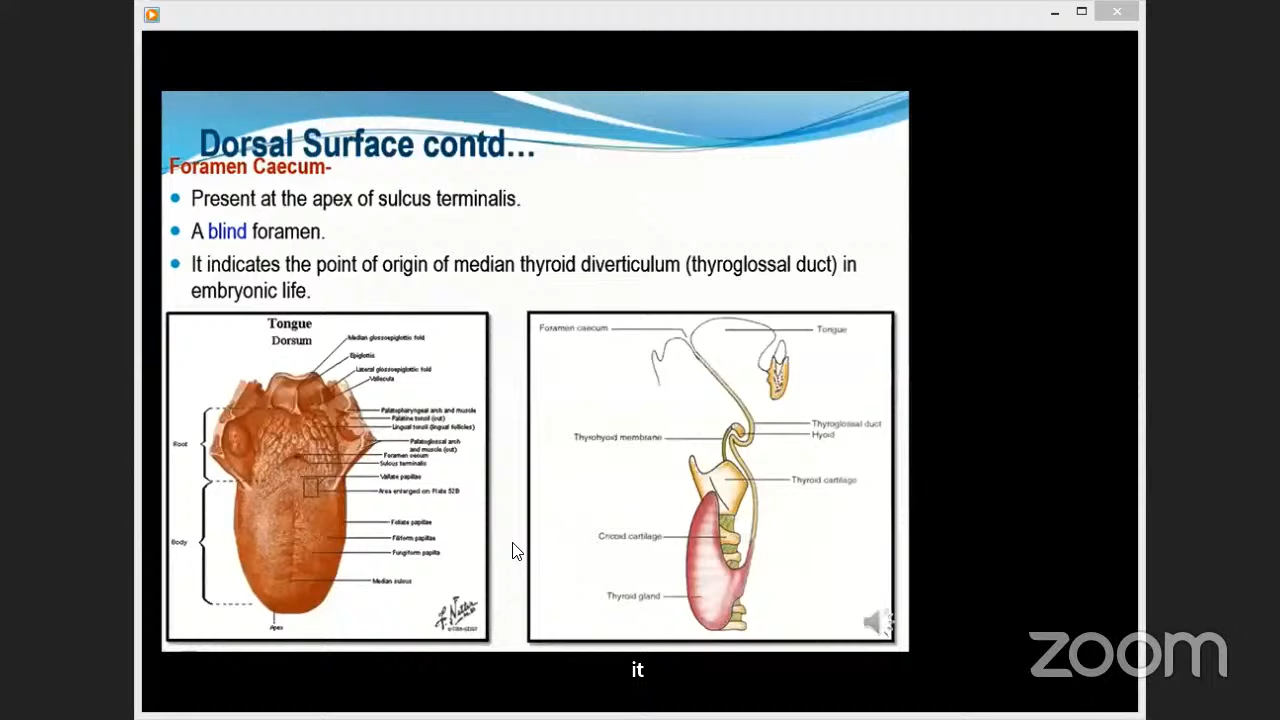 Dorsal Surface contd...
Foramen Caecum-
Present at the apex of sulcus terminalis.
A blind foramen.
It indicates the point of origin of median thyroid diverticulum (thyroglossal duct) in
embryonic life.
Tongue
Dorsum
Median glossoepiglottic fold
Epiglottis
Lateral glossoepiglottic fold
Vallecula
Palatopharyngeal arch and muscle
Palatine tonsil (cut)
Lingual tonsil (lingual follicles)
Root
Palatoglossal arch
and muscle (cut)
Foramen cecum
Sulcus terminalis
Vallate papillae
Area enlarged on Plate 52B
Foliate papillae
Filiform papillae
Body
Fungiform papilla
Median sulcus
Apex
Foramen caecum
Tongue
Thyroglossal duct
Hyoid
Thyrohyoid membrane
Thyroid cartilage
Cricoid cartilage
Thyroid gland
it
zoom